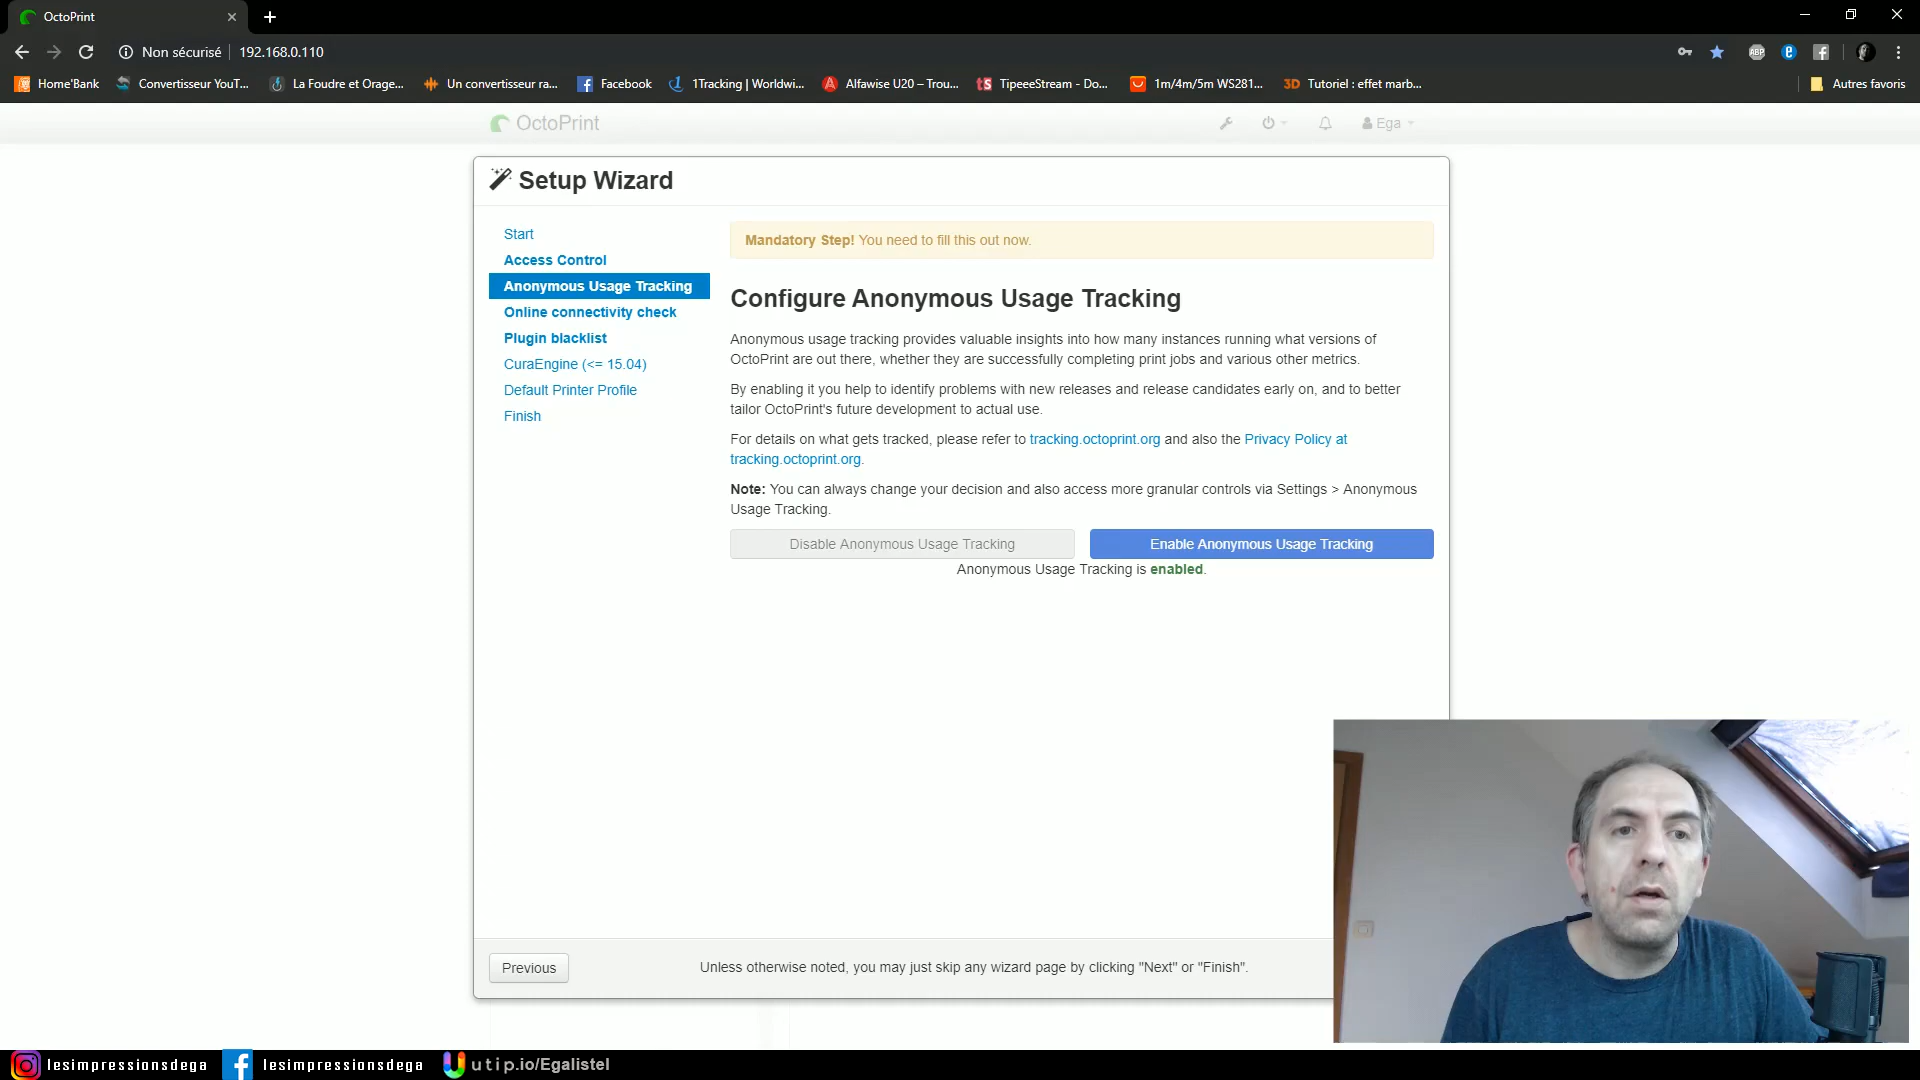 OctoPrint
Non sécurisé 192.168.0.110
Home'Bank Convertisseur YouT... La Foudre et Orage... Un convertisseur ra... Facebook 1Tracking | Worldwi... Alfawise U20 – Trou... TipeeeStream - Do... 1m/4m/5m WS281... 3D Tutoriel : effet marb... Autres favoris
OctoPrint Ega
Setup Wizard
Start
Access Control
Anonymous Usage Tracking
Online connectivity check
Plugin blacklist
CuraEngine (<= 15.04)
Default Printer Profile
Finish
Mandatory Step! You need to fill this out now.
Configure Anonymous Usage Tracking
Anonymous usage tracking provides valuable insights into how many instances running what versions of
OctoPrint are out there, whether they are successfully completing print jobs and various other metrics.
By enabling it you help to identify problems with new releases and release candidates early on, and to better
tailor OctoPrint's future development to actual use.
For details on what gets tracked, please refer to tracking.octoprint.org and also the Privacy Policy at
tracking.octoprint.org.
Note: You can always change your decision and also access more granular controls via Settings > Anonymous
Usage Tracking.
Disable Anonymous Usage Tracking Enable Anonymous Usage Tracking
Anonymous Usage Tracking is enabled.
Previous Unless otherwise noted, you may just skip any wizard page by clicking "Next" or "Finish".
lesimpressionsdega lesimpressionsdega utip.io/Egalistel